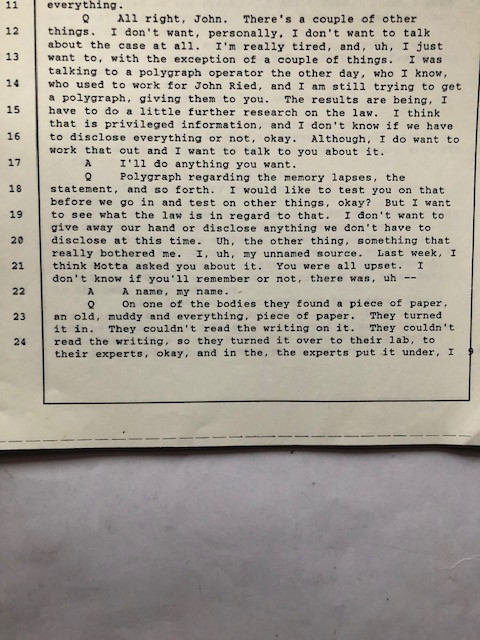 11 everything.
Q All right, John. There's a couple of other
12 things. I don't want, personally, I don't want to talk
about the case at all. I'm really tired, and, uh, I just
13 want to, with the exception of a couple of things. I was
talking to a polygraph operator the other day, who I know,
14 who used to work for John Ried, and I am still trying to get
a polygraph, giving them to you. The results are being, I
15 have to do a little further research on the law. I think
that is privileged information, and I don't know if we have
16 to disclose everything or not, okay. Although, I do want to
work that out and I want to talk to you about it.
17 A I'll do anything you want.
Q Polygraph regarding the memory lapses, the
18 statement, and so forth. I would like to test you on that
before we go in and test on other things, okay? But I want
19 to see what the law is in regard to that. I don't want to
give away our hand or disclose anything we don't have to
20 disclose at this time. Uh, the other thing, something that
really bothered me. I, uh, my unnamed source. Last week, I
21 think Motta asked you about it. You were all upset. I
don't know if you'll remember or not, there was, uh --
22 A A name, my name.
Q On one of the bodies they found a piece of paper,
23 an old, muddy and everything, piece of paper. They turned
it in. They couldn't read the writing on it. They couldn't
24 read the writing, so they turned it over to their lab, to
their experts, okay, and in the, the experts put it under, I 9